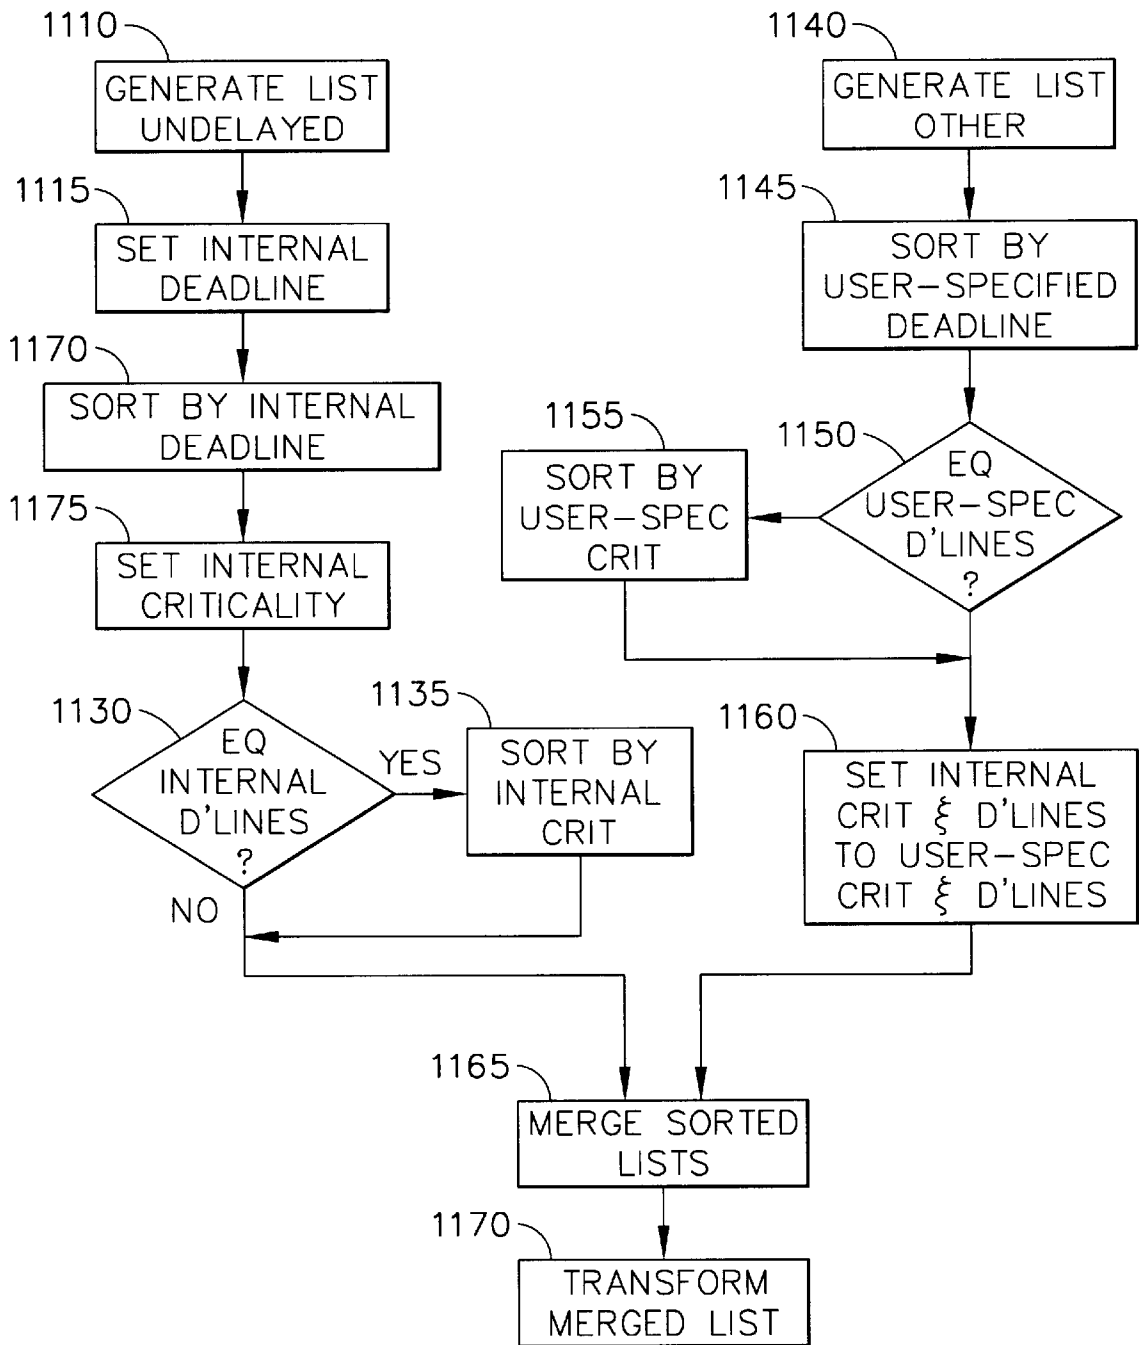 1110
GENERATE LIST
UNDELAYED
1115
SET INTERNAL
DEADLINE
1170
SORT BY INTERNAL
DEADLINE
1175
SET INTERNAL
CRITICALITY
1130
EQ
INTERNAL
D'LINES
?
YES
NO
1135
SORT BY
INTERNAL
CRIT
1140
GENERATE LIST
OTHER
1145
SORT BY
USER-SPECIFIED
DEADLINE
1150
EQ
USER-SPEC
D'LINES
?
1155
SORT BY
USER-SPEC
CRIT
1160
SET INTERNAL
CRIT ξ D'LINES
TO USER-SPEC
CRIT ξ D'LINES
1165
MERGE SORTED
LISTS
1170
TRANSFORM
MERGED LIST